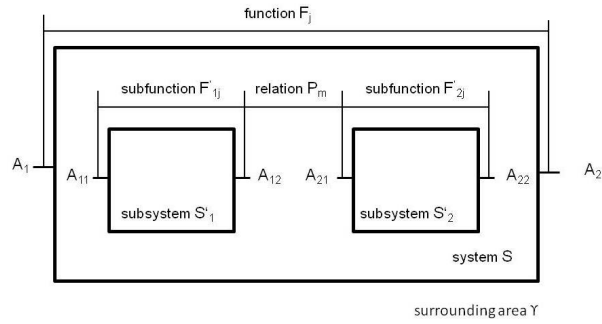 function Fj
subfunction F'1j relation Pm subfunction F'2j
A1 A11 A12 A21 A22 A2
subsystem S'1 subsystem S'2
system S
surrounding area ϒ